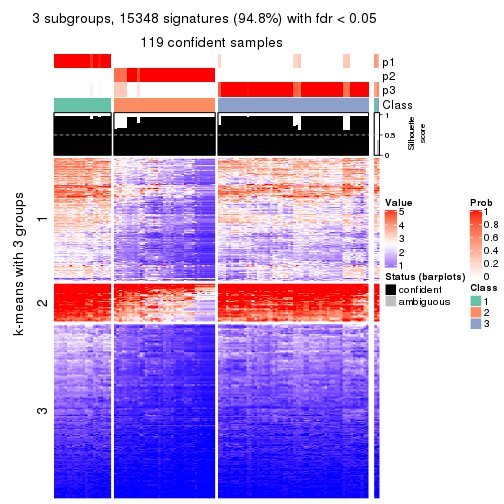 3 subgroups, 15348 signatures (94.8%) with fdr < 0.05
119 confident samples
p1
p2
p3
Class
1
0.5
0
Silhouette
score
k-means with 3 groups
1
2
3
Value
5
4
3
2
1
Status (barplots)
confident
ambiguous
Prob
1
0.8
0.6
0.4
0.2
0
Class
1
2
3